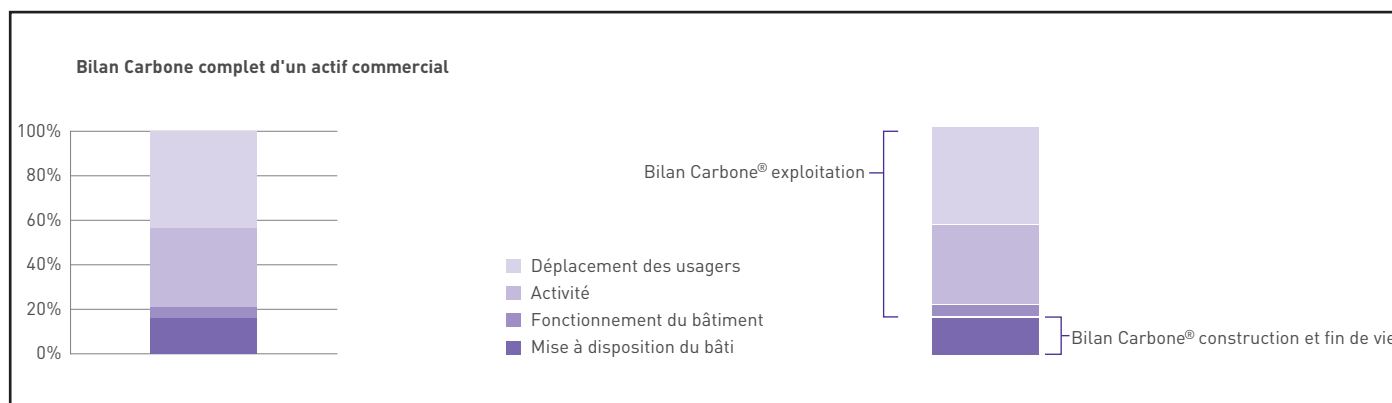 Bilan Carbone complet d'un actif commercial
100%
80%
60%
40%
20%
0%
Déplacement des usagers
Activité
Fonctionnement du bâtiment
Mise à disposition du bâti
Bilan Carbone® exploitation
Bilan Carbone® construction et fin de vie